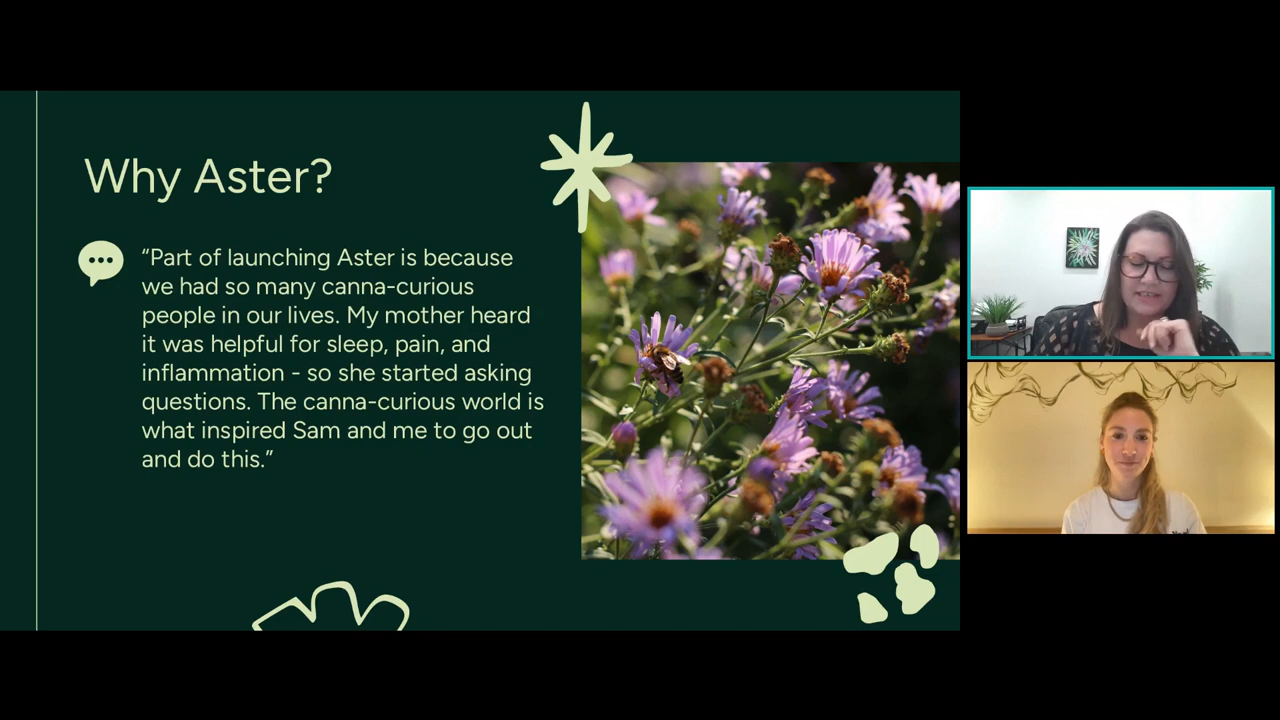 Why Aster?
“Part of launching Aster is because
we had so many canna-curious
people in our lives. My mother heard
it was helpful for sleep, pain, and
inflammation - so she started asking
questions. The canna-curious world is
what inspired Sam and me to go out
and do this.”